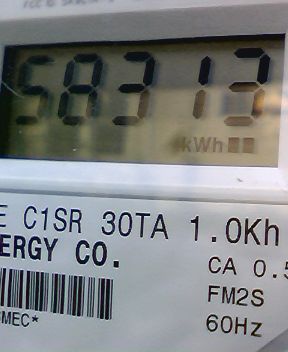 58313
kWh
E C1SR 30TA 1.0Kh
ERGY CO.
CA 0.5
FM2S
MEC*
60Hz